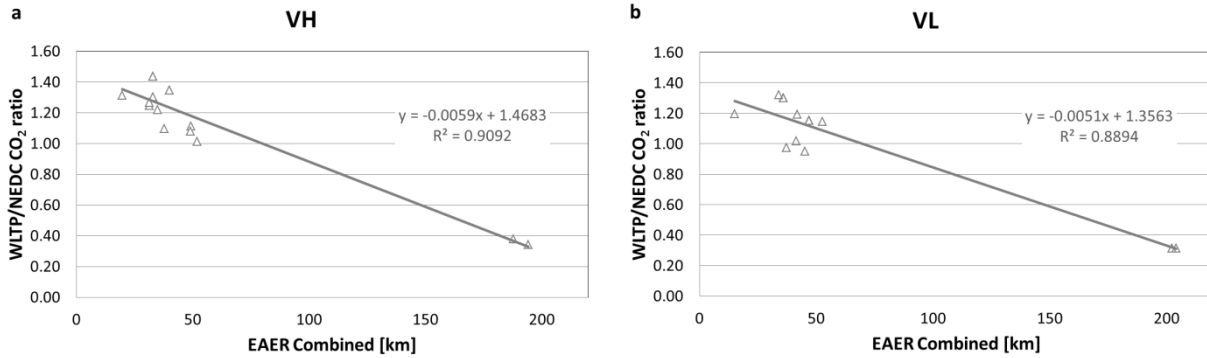 a
VH
WLTP/NEDC CO₂ ratio
1.60
1.40
1.20
1.00
0.80
0.60
0.40
0.20
0.00
y = -0.0059x + 1.4683
R² = 0.9092
0 50 100 150 200
EAER Combined [km]
b
VL
WLTP/NEDC CO₂ ratio
1.60
1.40
1.20
1.00
0.80
0.60
0.40
0.20
0.00
y = -0.0051x + 1.3563
R² = 0.8894
0 50 100 150 200
EAER Combined [km]